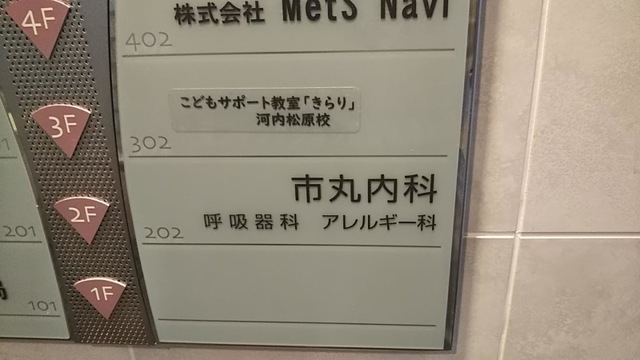 4F
株式会社 MetS Navi
402
3F
こどもサポート教室「きらり」
河内松原校
302
2F
市丸内科
呼吸器科 アレルギー科
201
202
1F
局
101